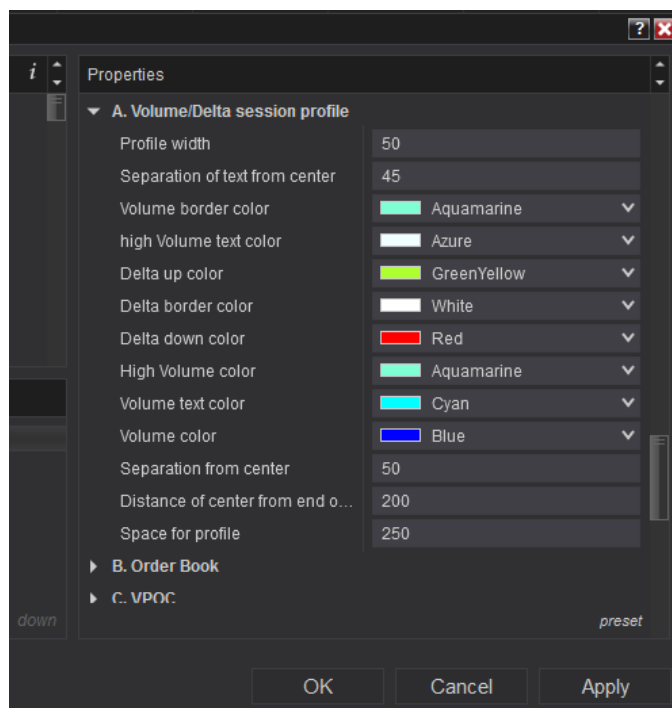 ?
i
Properties
A. Volume/Delta session profile
Profile width 50
Separation of text from center 45
Volume border color Aquamarine
high Volume text color Azure
Delta up color GreenYellow
Delta border color White
Delta down color Red
High Volume color Aquamarine
Volume text color Cyan
Volume color Blue
Separation from center 50
Distance of center from end o... 200
Space for profile 250
B. Order Book
C. VPOC
down
preset
OK Cancel Apply